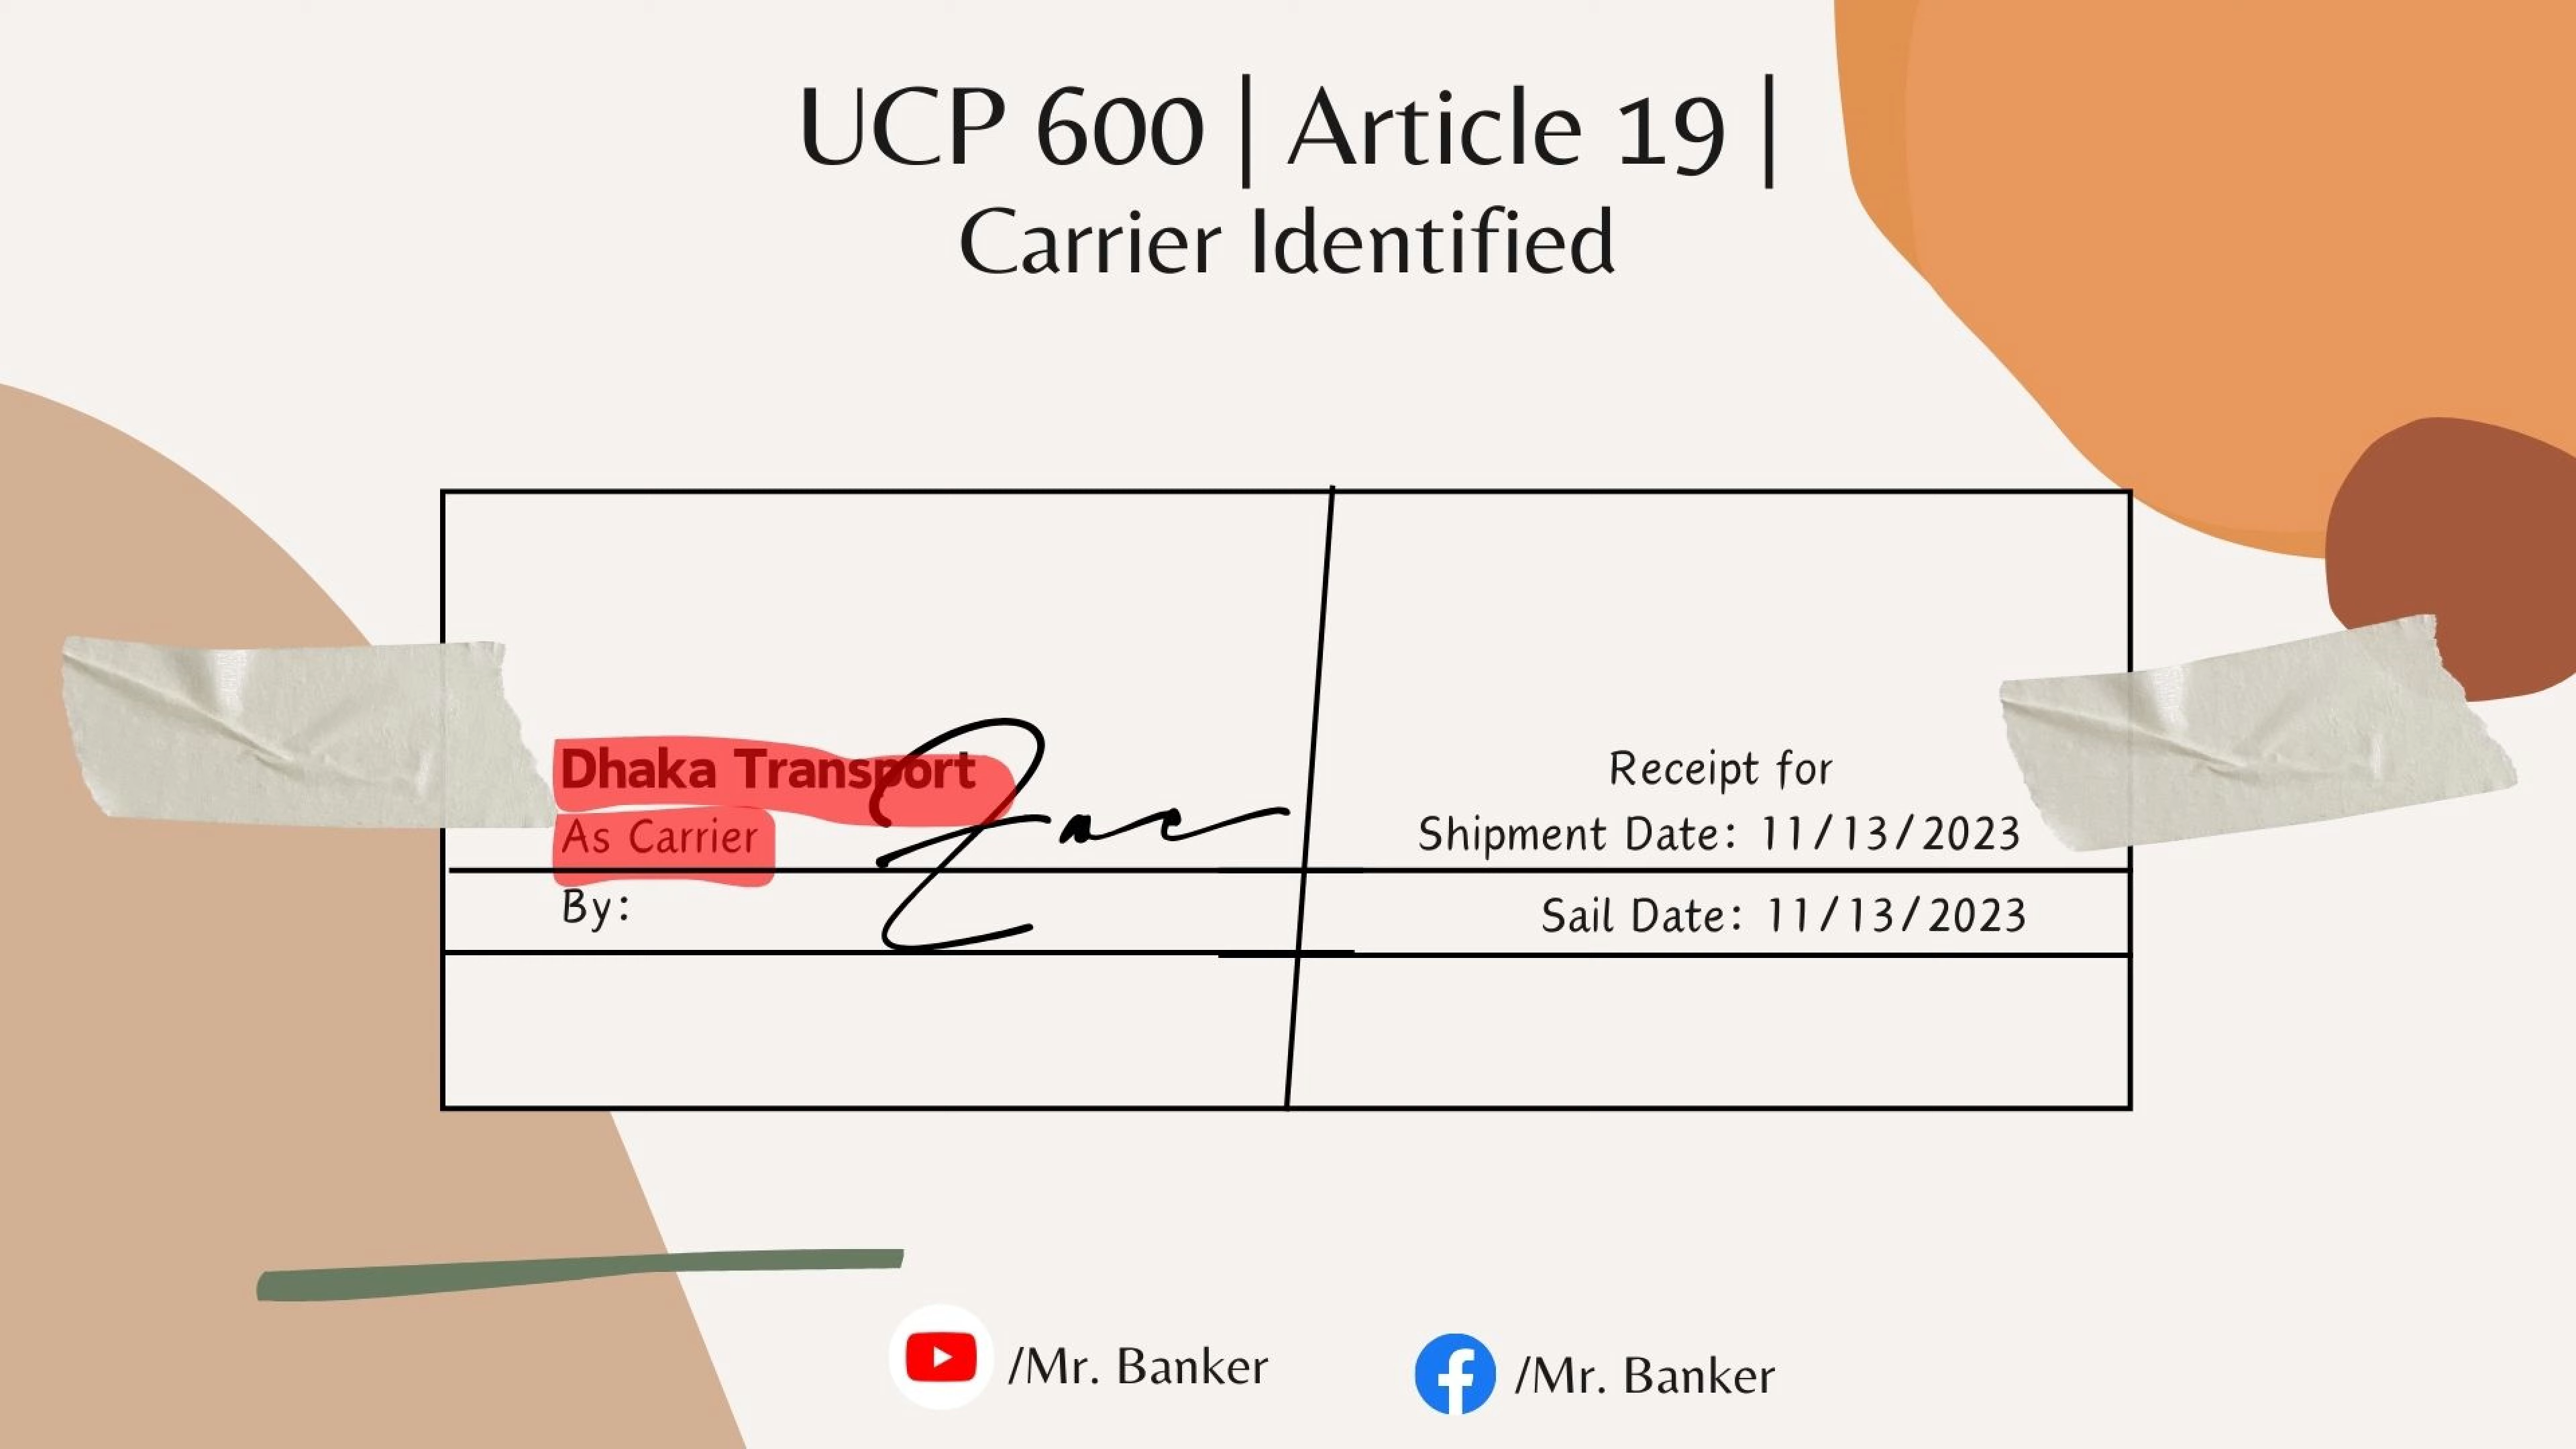 UCP 600 | Article 19 |
Carrier Identified
Dhaka Transport
As Carrier
By:
Receipt for
Shipment Date: 11/13/2023
Sail Date: 11/13/2023
/Mr. Banker
/Mr. Banker